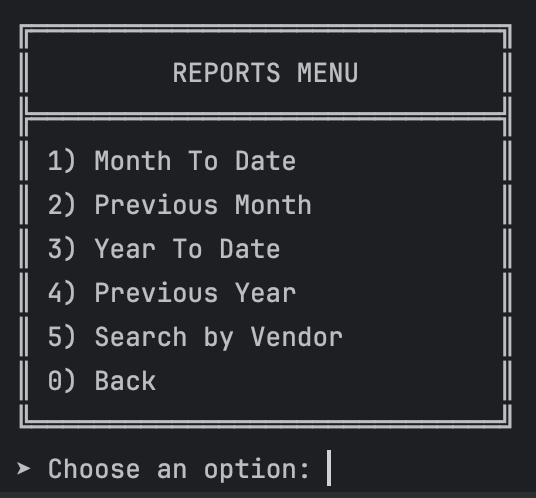 REPORTS MENU
1) Month To Date
2) Previous Month
3) Year To Date
4) Previous Year
5) Search by Vendor
0) Back
➤ Choose an option: